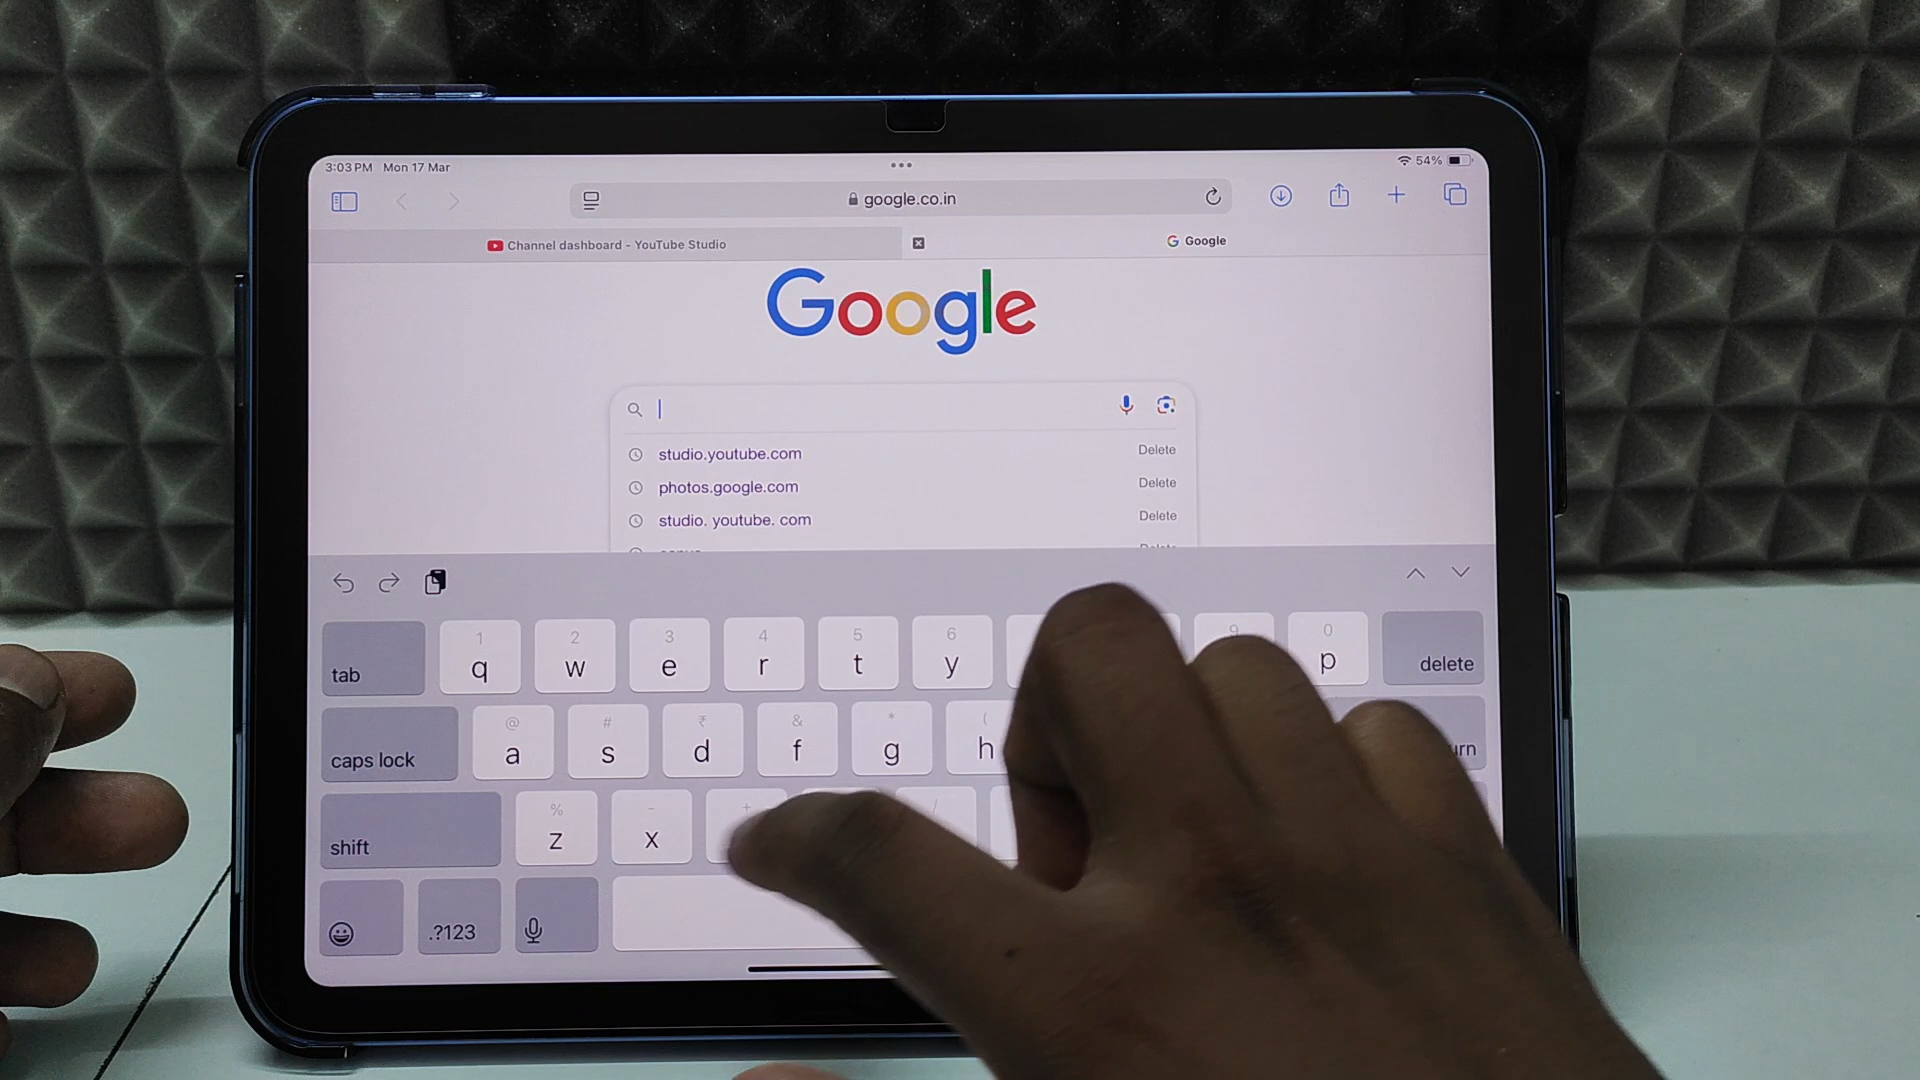 3:03 PM Mon 17 Mar
54%
google.co.in
Channel dashboard - YouTube Studio
Google
Google
studio.youtube.com Delete
photos.google.com Delete
studio. youtube. com Delete
1 2 3 4 5 6 9 0
tab q w e r t y p delete
@ # ₹ & * (
caps lock a s d f g h urn
% - + /
shift z x
.?123